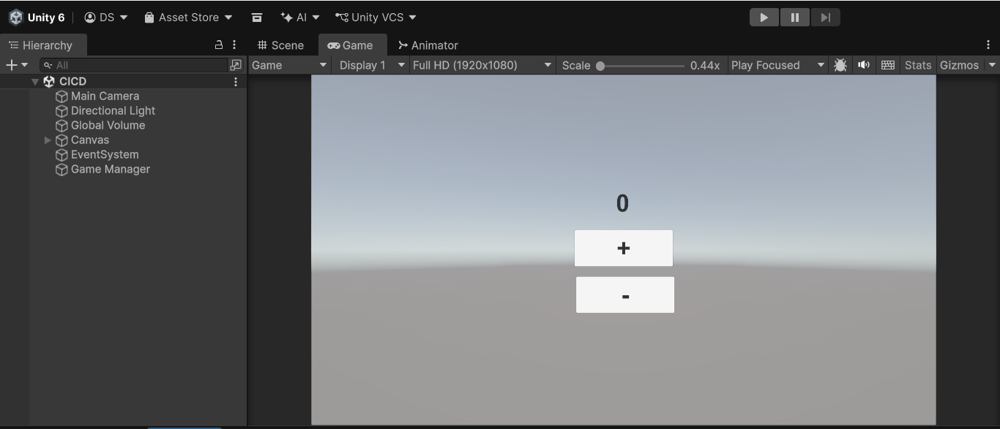 Unity 6 DS Asset Store AI Unity VCS
Hierarchy Scene Game Animator
All Game Display 1 Full HD (1920x1080) Scale 0.44x Play Focused Stats Gizmos
CICD
Main Camera
Directional Light
Global Volume
Canvas
EventSystem
Game Manager
0
+
-